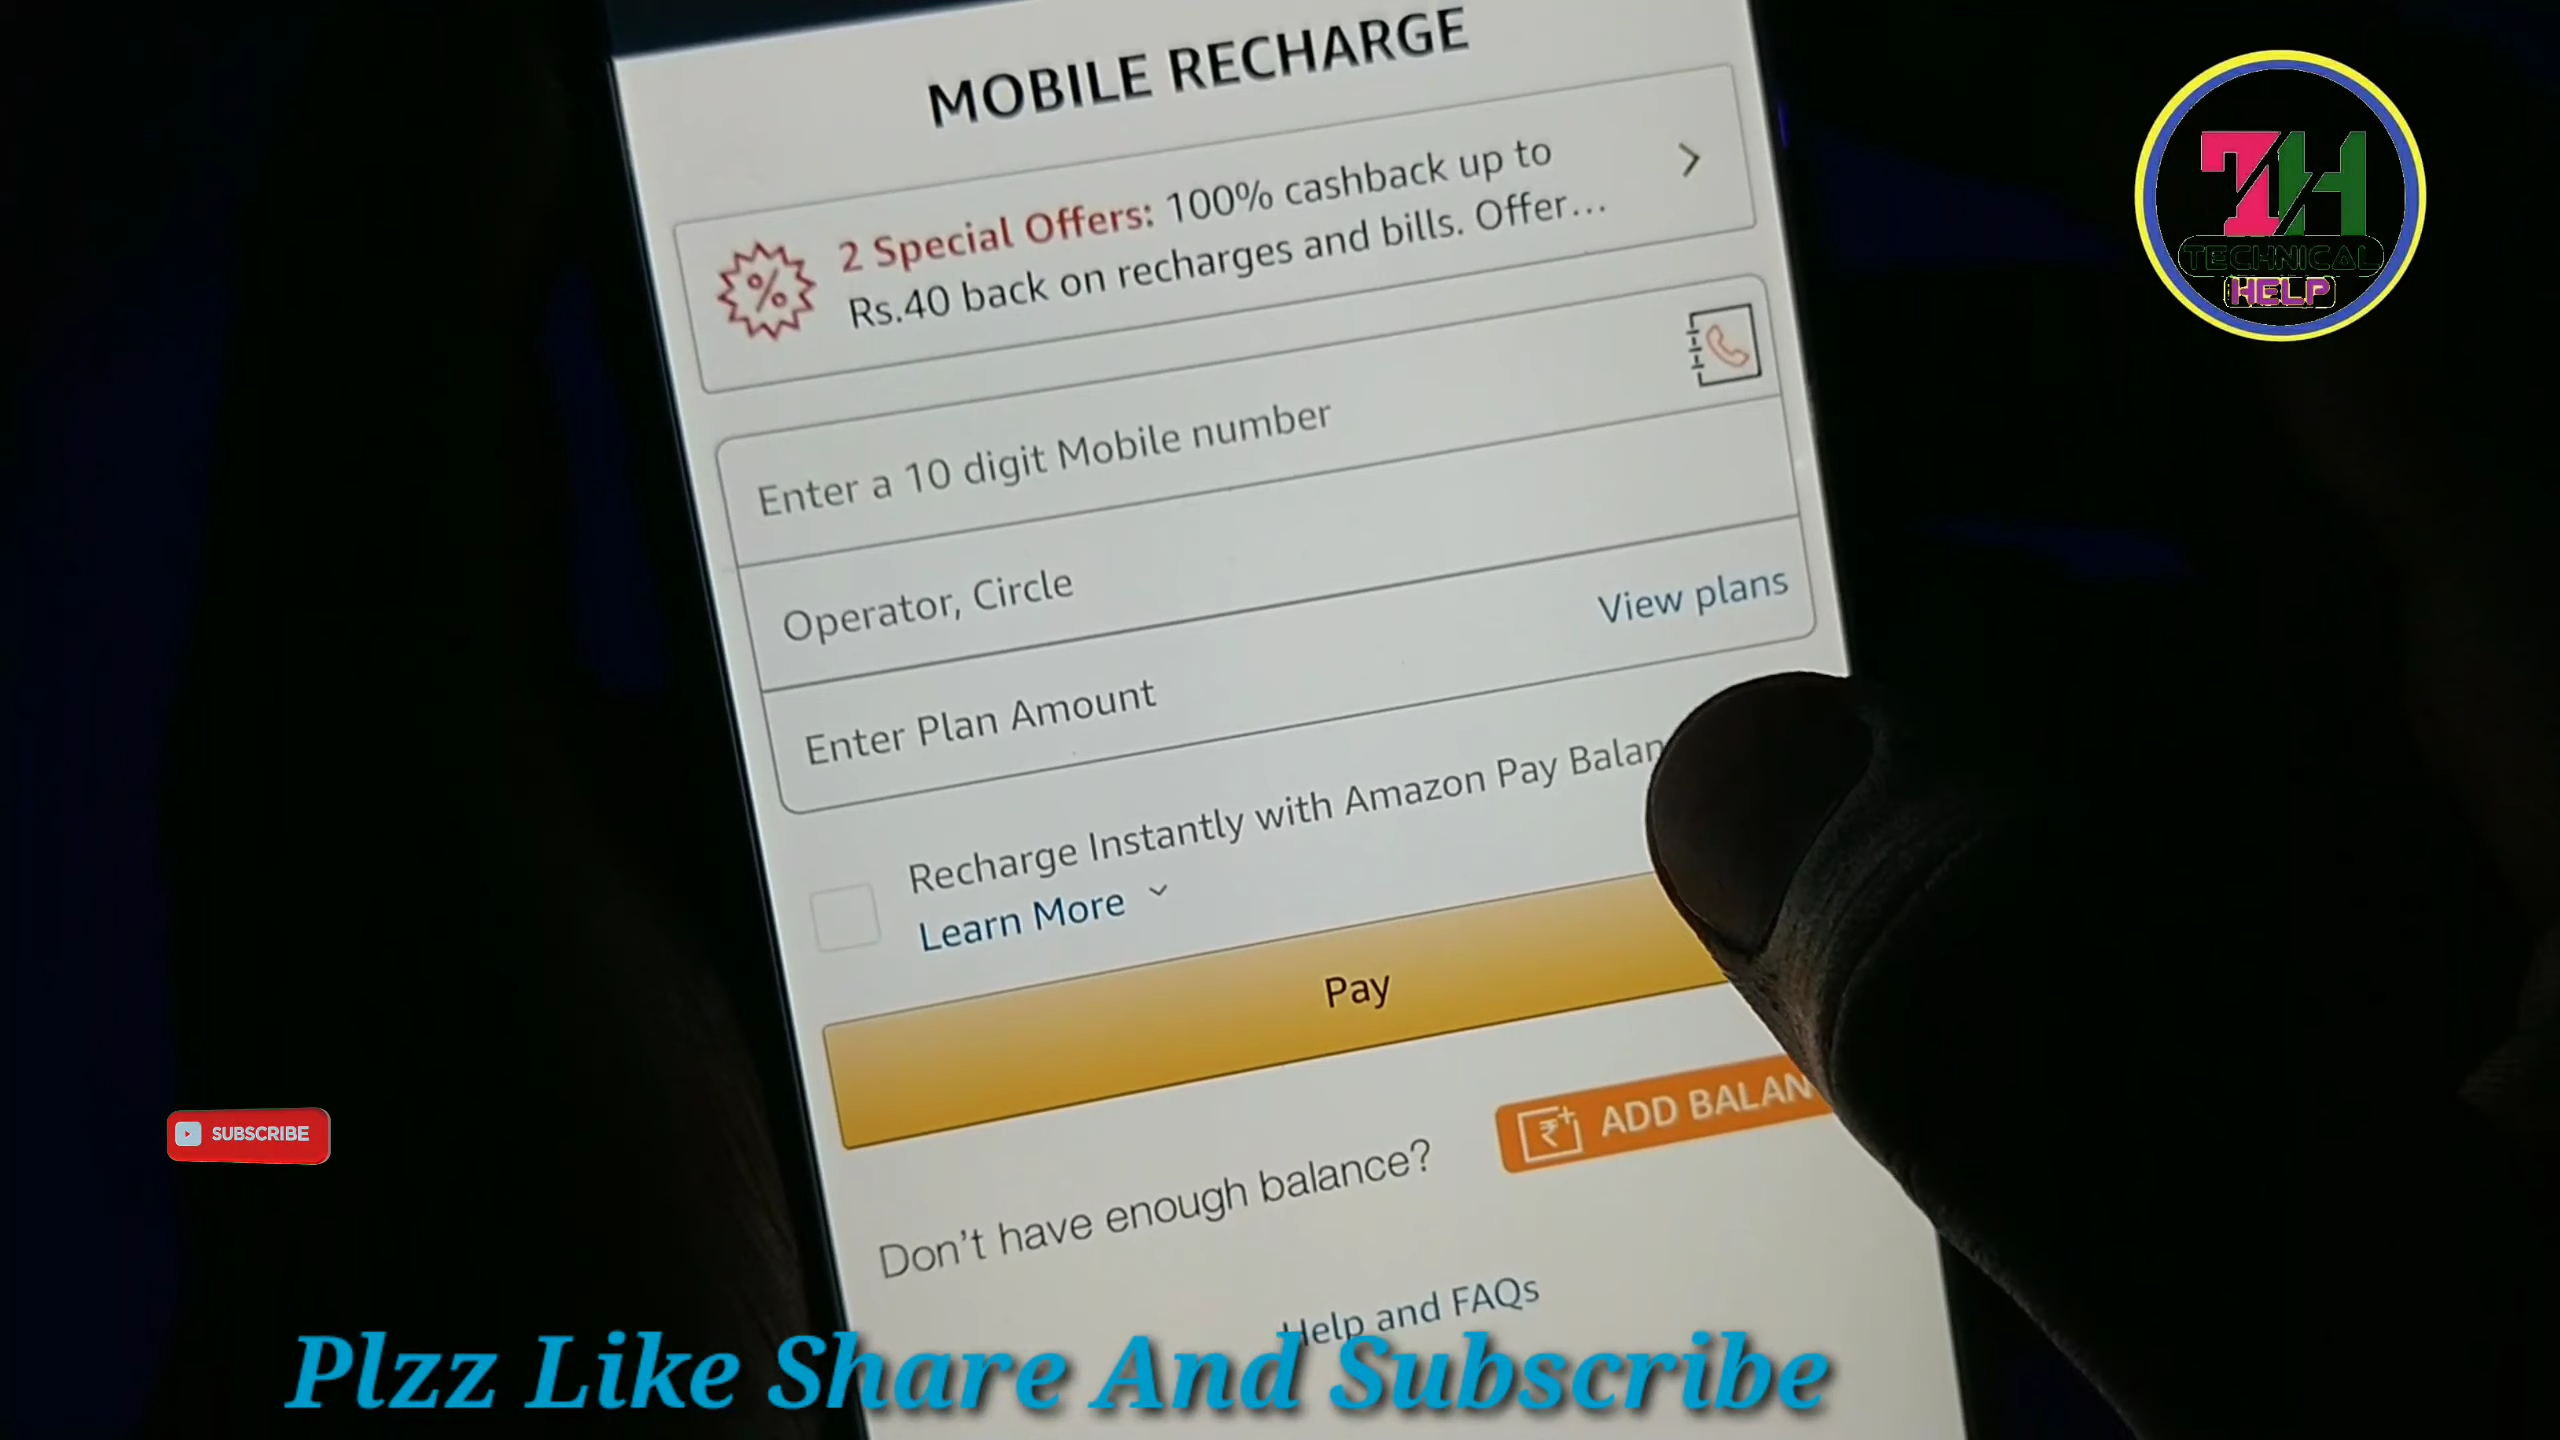 MOBILE RECHARGE
2 Special Offers: 100% cashback up to
Rs.40 back on recharges and bills. Offer...
Enter a 10 digit Mobile number
Operator, Circle
View plans
Enter Plan Amount
Recharge Instantly with Amazon Pay Balan
Learn More
Pay
ADD BALAN
Don't have enough balance?
Help and FAQs
Plzz Like Share And Subscribe
SUBSCRIBE
TH
TECHNICAL
HELP